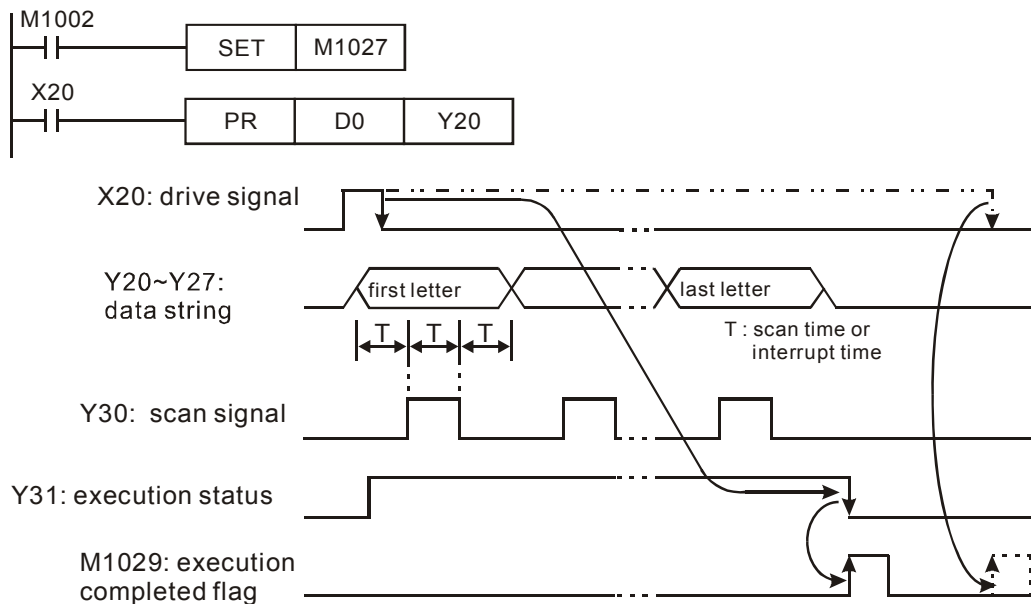 M1002
SET M1027
X20
PR D0 Y20
X20: drive signal
Y20~Y27:
data string
first letter
last letter
T T T
T : scan time or
interrupt time
Y30: scan signal
Y31: execution status
M1029: execution
completed flag